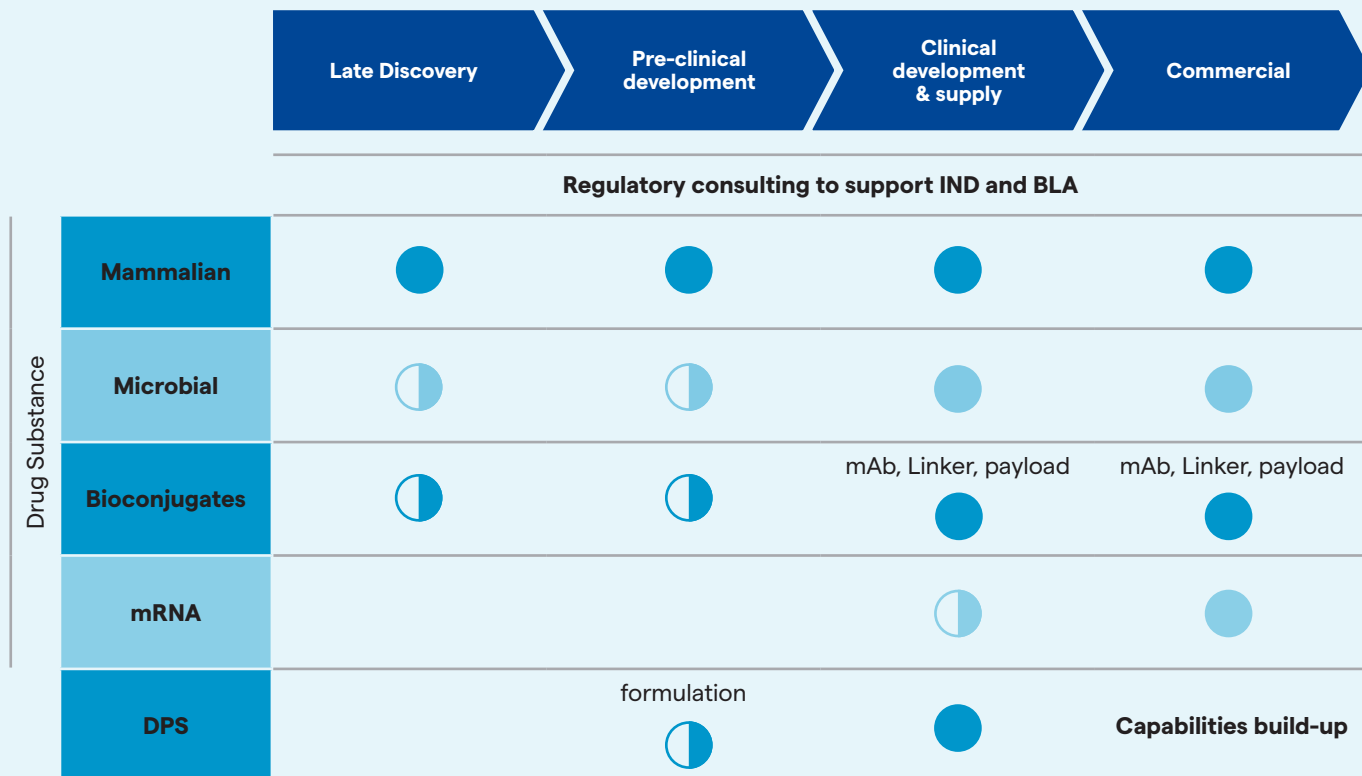 Late Discovery
Pre-clinical
development
Clinical
development
& supply
Commercial
Regulatory consulting to support IND and BLA
Drug Substance
Mammalian
Microbial
Bioconjugates
mAb, Linker, payload
mAb, Linker, payload
mRNA
DPS
formulation
Capabilities build-up